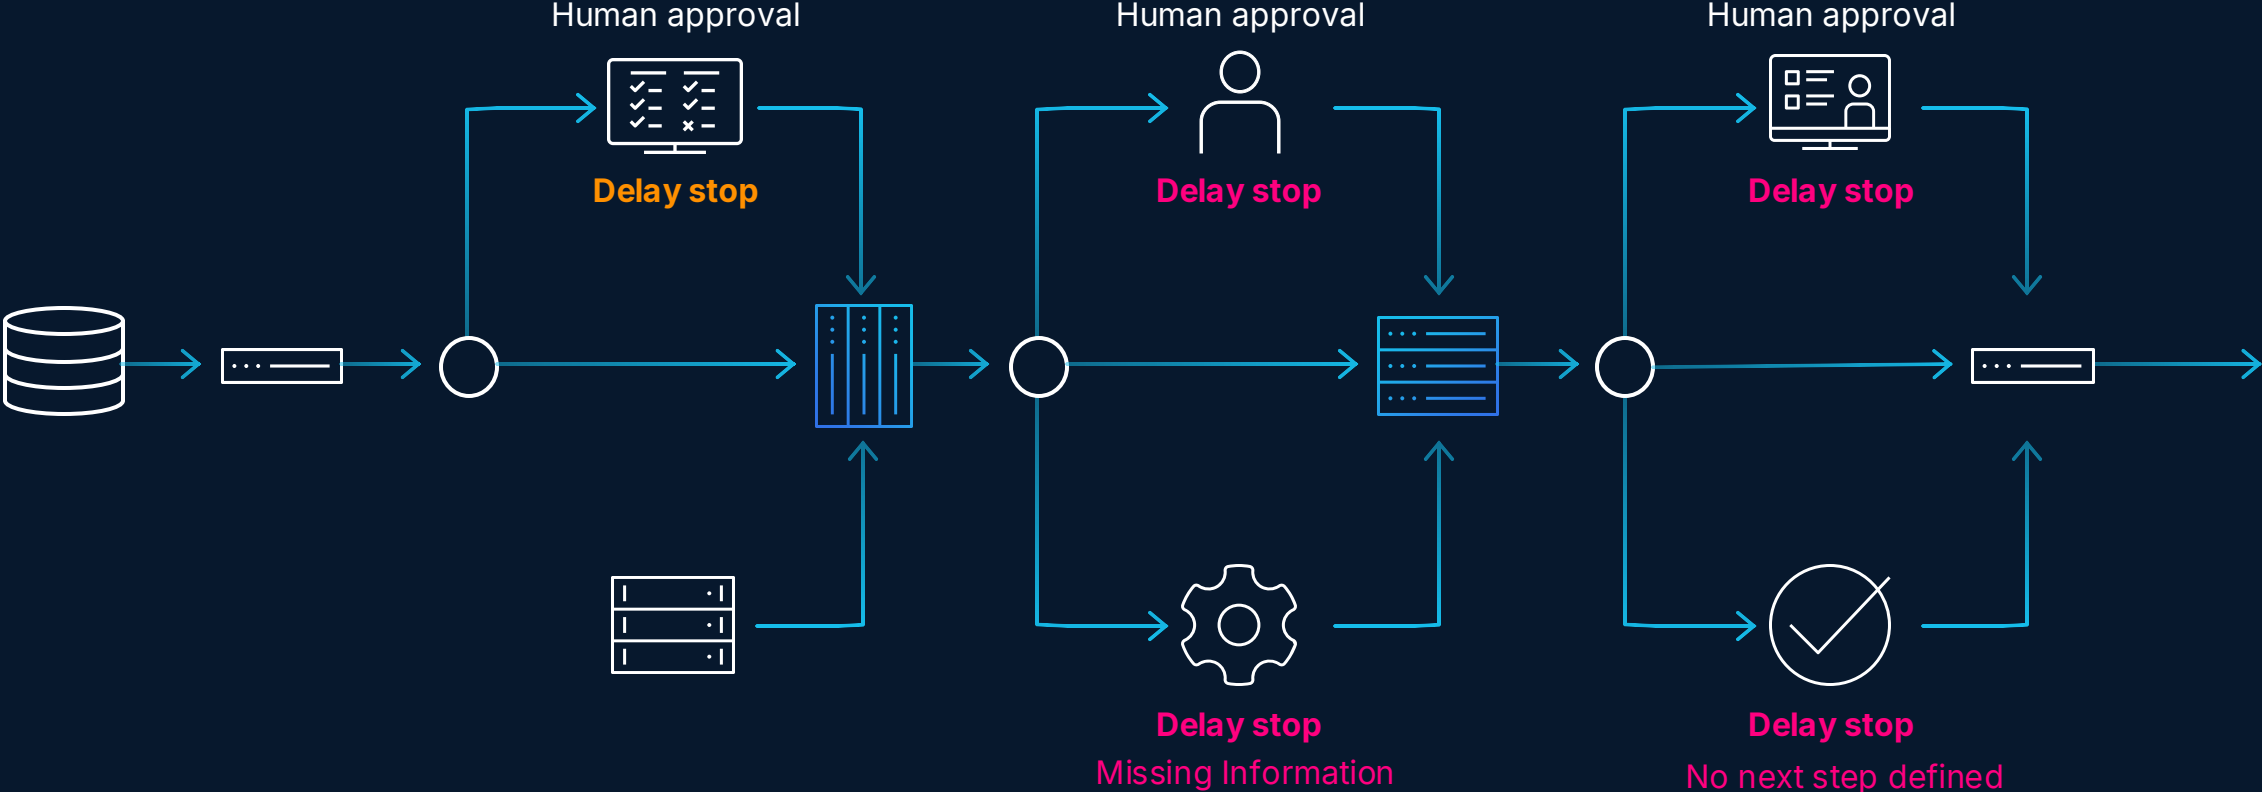 Human approval
Human approval
Human approval
Delay stop
Delay stop
Delay stop
Delay stop
Missing Information
Delay stop
No next step defined